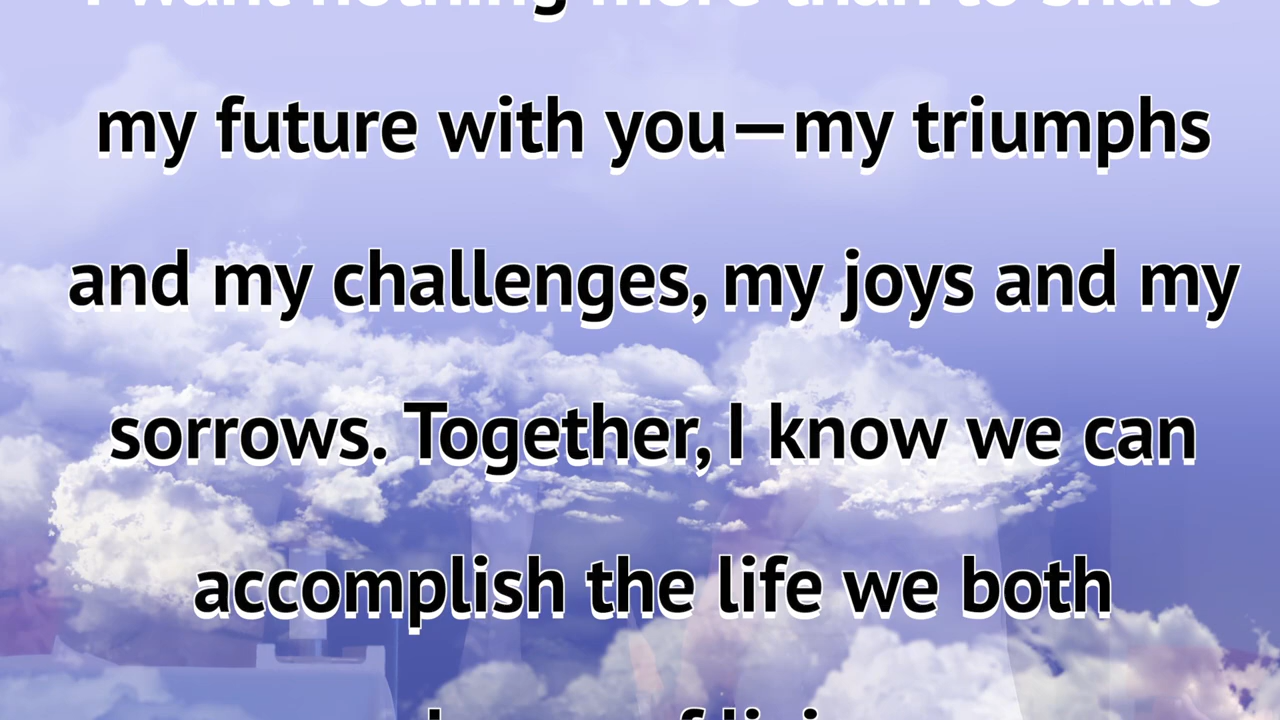 I want nothing more than to share
my future with you—my triumphs
and my challenges, my joys and my
sorrows. Together, I know we can
accomplish the life we both